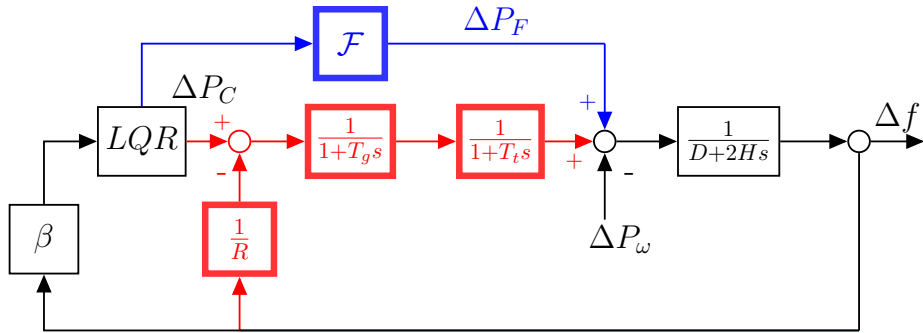 ΔP_F
𝓕
ΔP_C
Δf
+
+
LQR
1/(1+T_g s)
1/(1+T_t s)
+
1/(D+2Hs)
-
-
β
1/R
ΔP_ω